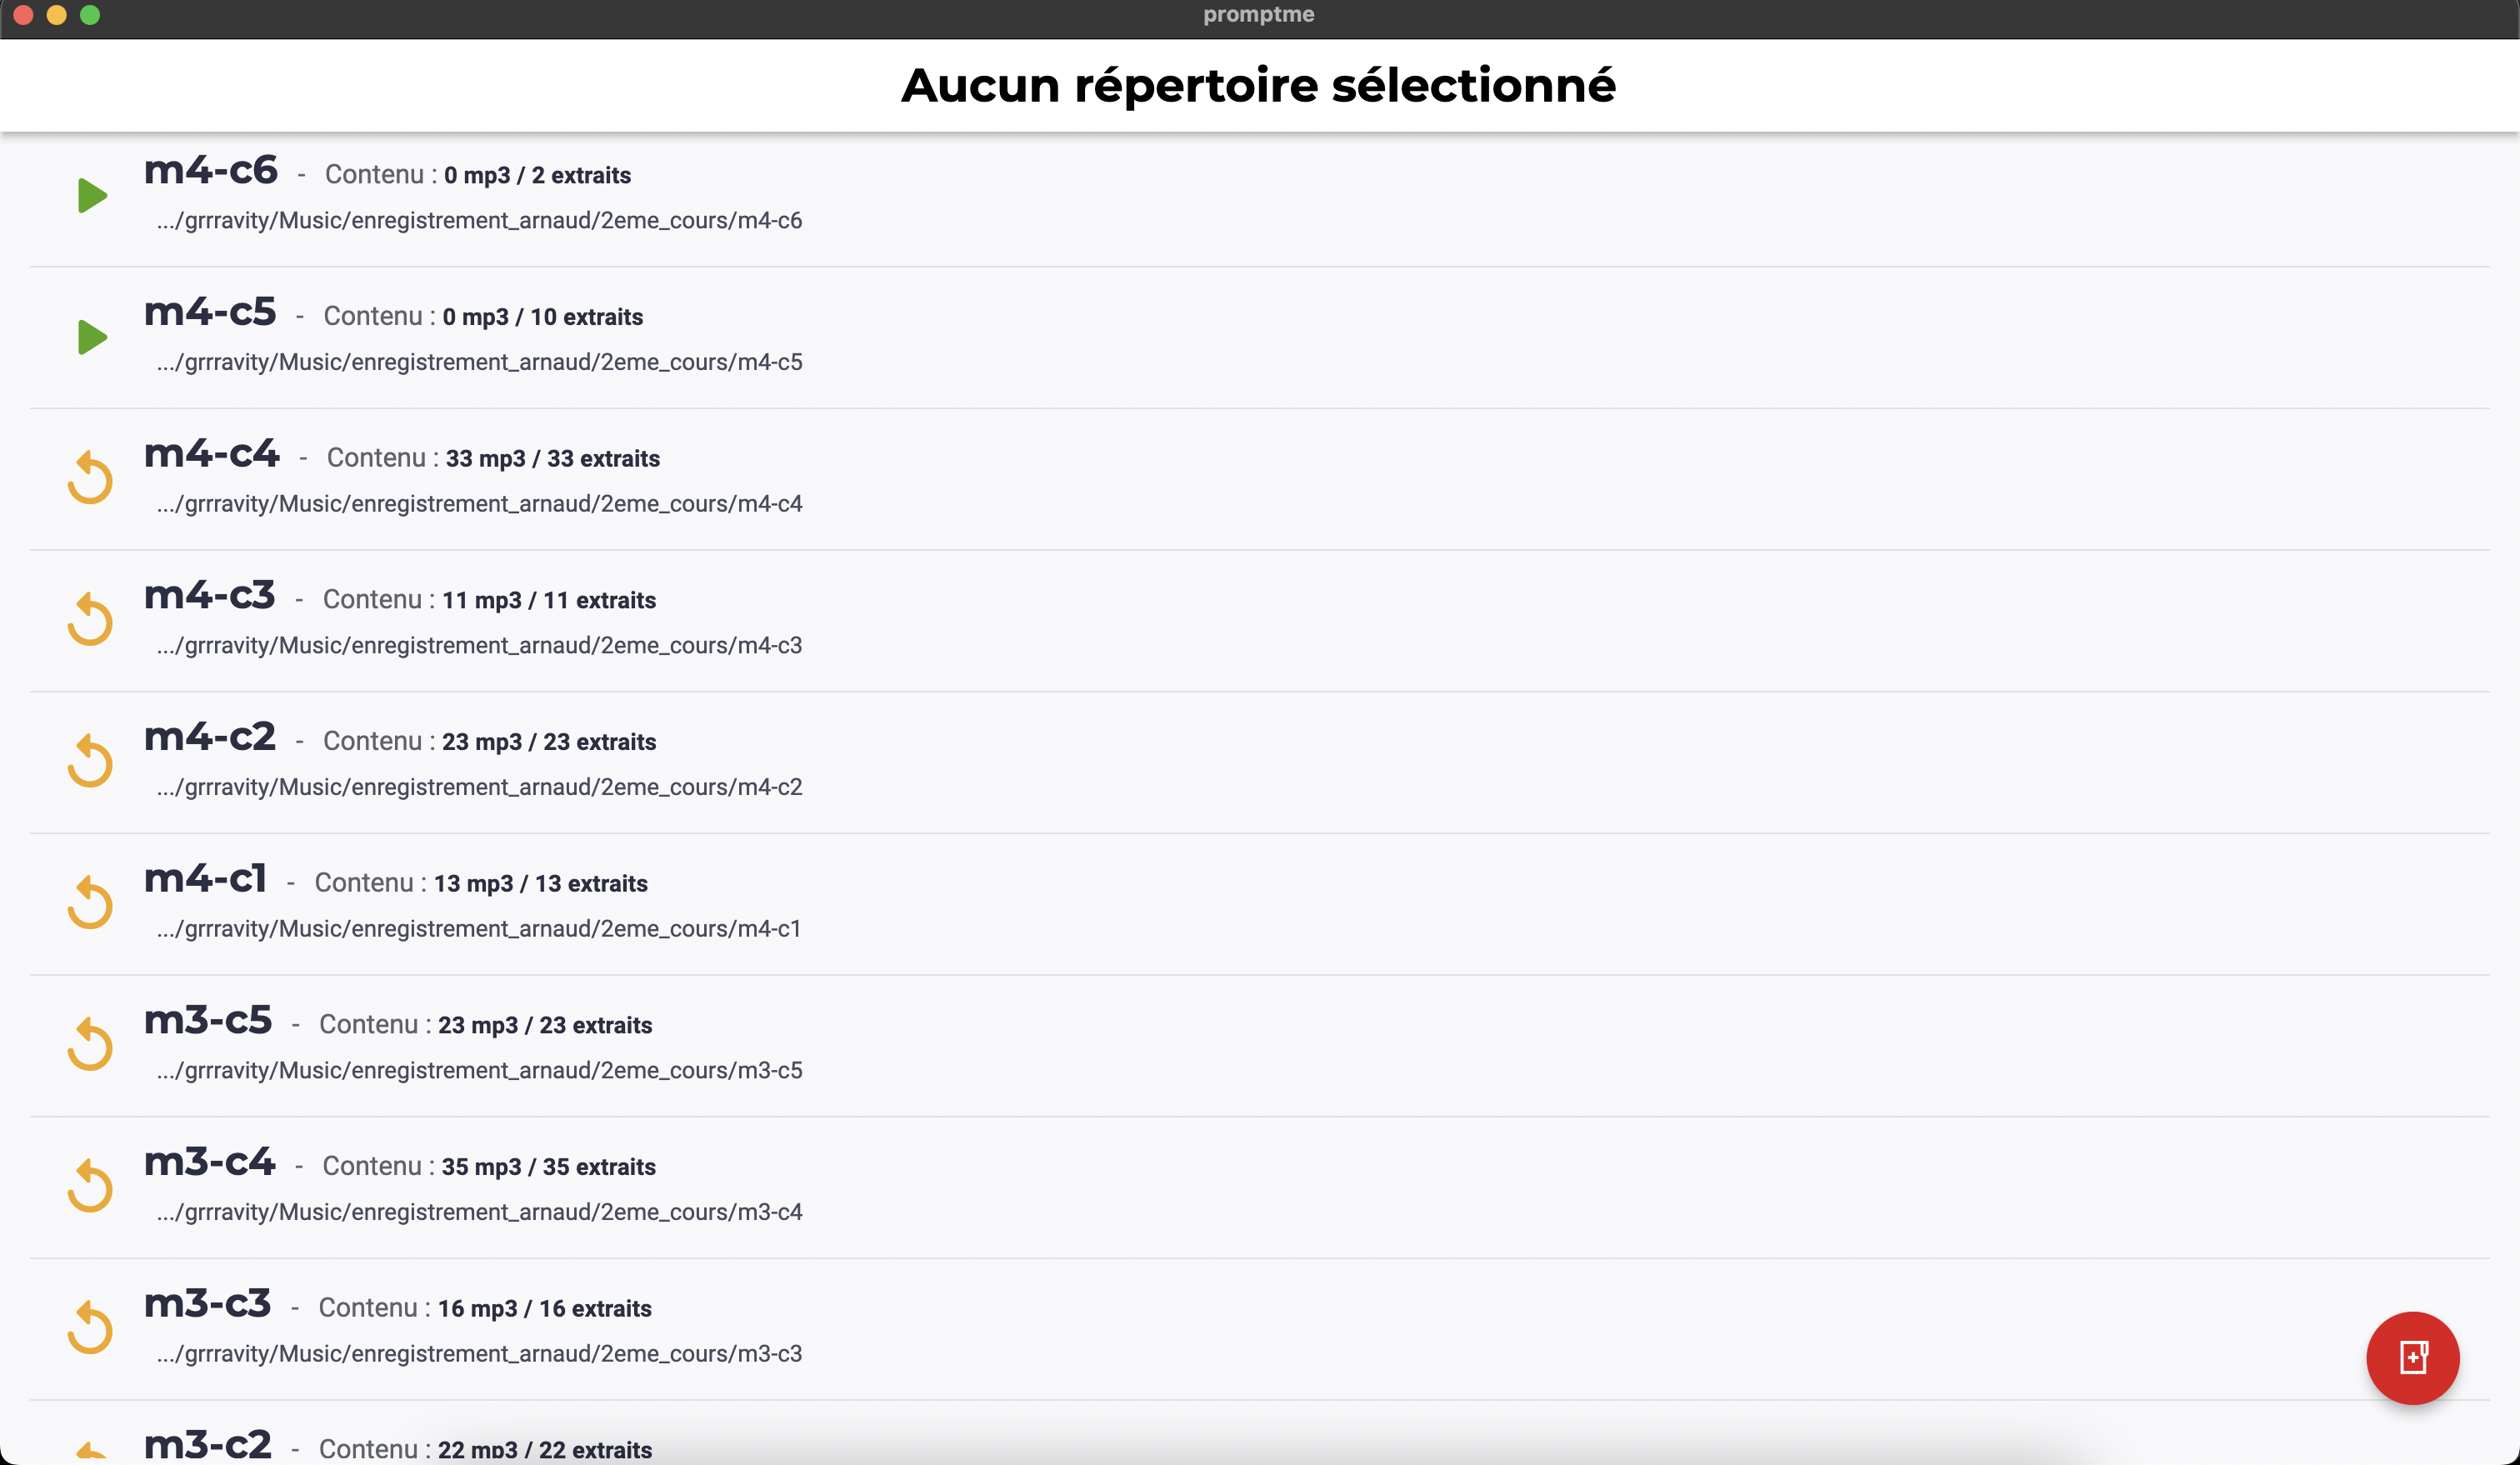 promptme
Aucun répertoire sélectionné
m4-c6 - Contenu : 0 mp3 / 2 extraits
.../grrravity/Music/enregistrement_arnaud/2eme_cours/m4-c6
m4-c5 - Contenu : 0 mp3 / 10 extraits
.../grrravity/Music/enregistrement_arnaud/2eme_cours/m4-c5
m4-c4 - Contenu : 33 mp3 / 33 extraits
.../grrravity/Music/enregistrement_arnaud/2eme_cours/m4-c4
m4-c3 - Contenu : 11 mp3 / 11 extraits
.../grrravity/Music/enregistrement_arnaud/2eme_cours/m4-c3
m4-c2 - Contenu : 23 mp3 / 23 extraits
.../grrravity/Music/enregistrement_arnaud/2eme_cours/m4-c2
m4-c1 - Contenu : 13 mp3 / 13 extraits
.../grrravity/Music/enregistrement_arnaud/2eme_cours/m4-c1
m3-c5 - Contenu : 23 mp3 / 23 extraits
.../grrravity/Music/enregistrement_arnaud/2eme_cours/m3-c5
m3-c4 - Contenu : 35 mp3 / 35 extraits
.../grrravity/Music/enregistrement_arnaud/2eme_cours/m3-c4
m3-c3 - Contenu : 16 mp3 / 16 extraits
.../grrravity/Music/enregistrement_arnaud/2eme_cours/m3-c3
m3-c2 - Contenu : 22 mp3 / 22 extraits